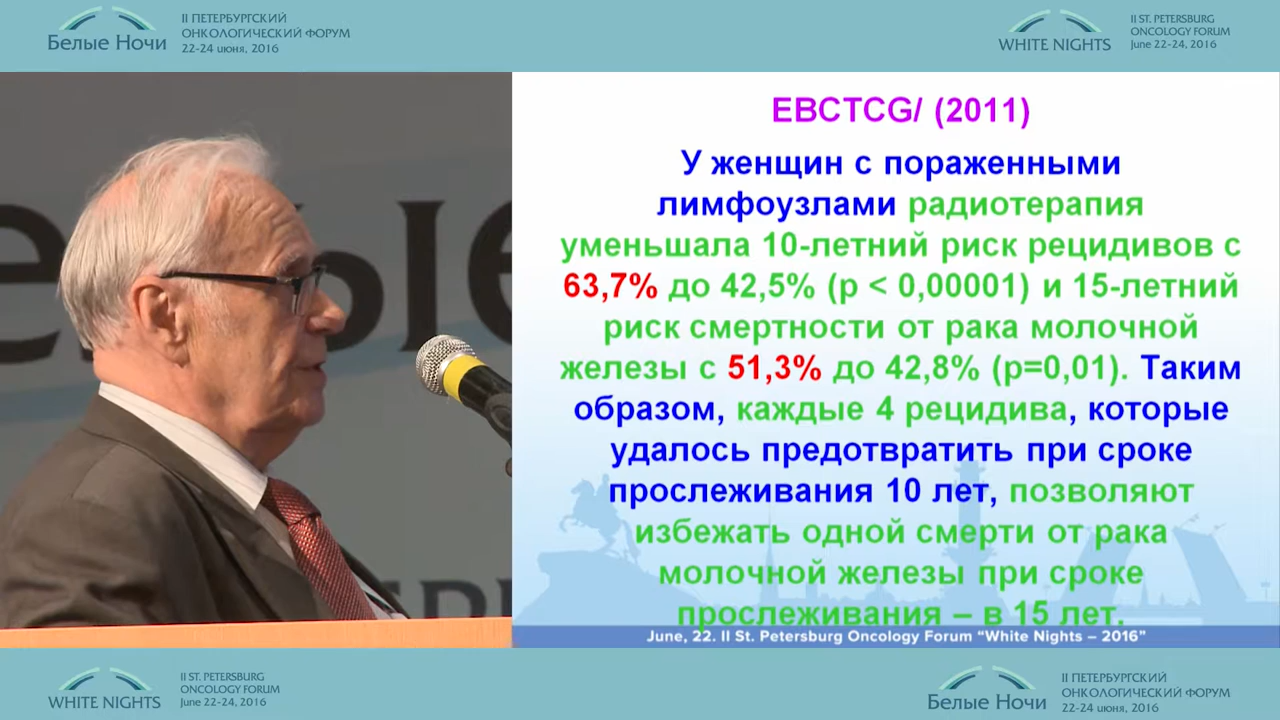 Белые Ночи
II ПЕТЕРБУРГСКИЙ
ОНКОЛОГИЧЕСКИЙ ФОРУМ
22-24 июня, 2016
WHITE NIGHTS
II ST. PETERSBURG
ONCOLOGY FORUM
June 22-24, 2016
EBCTCG/ (2011)
У женщин с пораженными
лимфоузлами радиотерапия
уменьшала 10-летний риск рецидивов с
63,7% до 42,5% (р < 0,00001) и 15-летний
риск смертности от рака молочной
железы с 51,3% до 42,8% (р=0,01). Таким
образом, каждые 4 рецидива, которые
удалось предотвратить при сроке
прослеживания 10 лет, позволяют
избежать одной смерти от рака
молочной железы при сроке
прослеживания – в 15 лет.
June, 22. II St. Petersburg Oncology Forum “White Nights – 2016”
WHITE NIGHTS
II ST. PETERSBURG
ONCOLOGY FORUM
June 22-24, 2016
Белые Ночи
II ПЕТЕРБУРГСКИЙ
ОНКОЛОГИЧЕСКИЙ ФОРУМ
22-24 июня, 2016